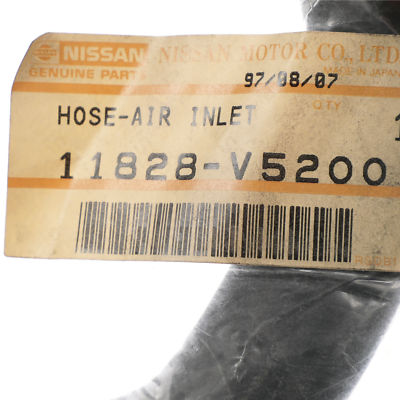 NISSAN NISSAN MOTOR CO., LTD.
GENUINE PARTS MADE IN JAPAN
97/08/07
QTY
HOSE-AIR INLET 1
11828-V5200